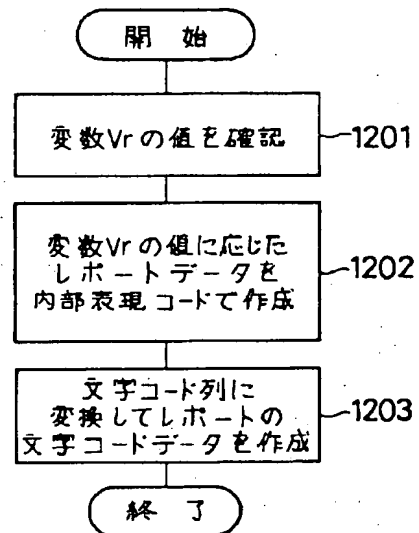 開始
変数Vrの値を確認
1201
変数Vrの値に応じた
レポートデータを
内部表現コードで作成
1202
文字コード列に
変換してレポートの
文字コードデータを作成
1203
終了